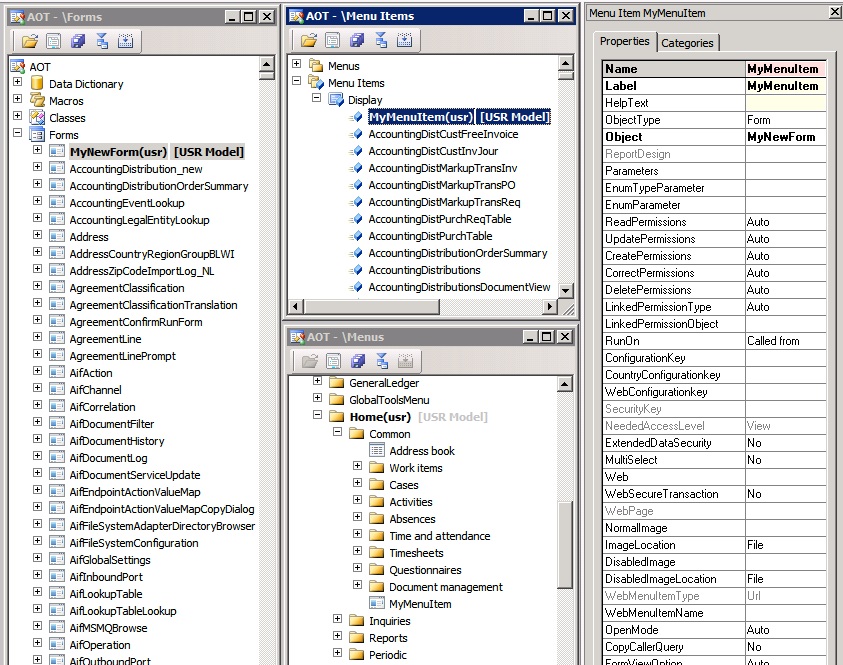 AOT - \Forms
AOT
Data Dictionary
Macros
Classes
Forms
MyNewForm(usr) [USR Model]
AccountingDistribution_new
AccountingDistributionOrderSummary
AccountingEventLookup
AccountingLegalEntityLookup
Address
AddressCountryRegionGroupBLWI
AddressZipCodeImportLog_NL
AgreementClassification
AgreementClassificationTranslation
AgreementConfirmRunForm
AgreementLine
AgreementLinePrompt
AifAction
AifChannel
AifCorrelation
AifDocumentFilter
AifDocumentHistory
AifDocumentLog
AifDocumentServiceUpdate
AifEndpointActionValueMap
AifEndpointActionValueMapCopyDialog
AifFileSystemAdapterDirectoryBrowser
AifFileSystemConfiguration
AifGlobalSettings
AifInboundPort
AifLookupTable
AifLookupTableLookup
AifMSMQBrowse
AifOperation
AifOutboundPort
AOT - \Menu Items
Menus
Menu Items
Display
MyMenuItem(usr) [USR Model]
AccountingDistCustFreeInvoice
AccountingDistCustInvJour
AccountingDistMarkupTransInv
AccountingDistMarkupTransPO
AccountingDistMarkupTransReq
AccountingDistPurchReqTable
AccountingDistPurchTable
AccountingDistributionOrderSummary
AccountingDistributions
AccountingDistributionsDocumentView
AOT - \Menus
GeneralLedger
GlobalToolsMenu
Home(usr) [USR Model]
Common
Address book
Work items
Cases
Activities
Absences
Time and attendance
Timesheets
Questionnaires
Document management
MyMenuItem
Inquiries
Reports
Periodic
Menu Item MyMenuItem
Properties Categories
Name MyMenuItem
Label MyMenuItem
HelpText
ObjectType Form
Object MyNewForm
ReportDesign
Parameters
EnumTypeParameter
EnumParameter
ReadPermissions Auto
UpdatePermissions Auto
CreatePermissions Auto
CorrectPermissions Auto
DeletePermissions Auto
LinkedPermissionType Auto
LinkedPermissionObject
RunOn Called from
ConfigurationKey
CountryConfigurationkey
WebConfigurationkey
SecurityKey
NeededAccessLevel View
ExtendedDataSecurity No
MultiSelect No
Web
WebSecureTransaction No
WebPage
NormalImage
ImageLocation File
DisabledImage
DisabledImageLocation File
WebMenuItemType Url
WebMenuItemName
OpenMode Auto
CopyCallerQuery No
FormViewOption Auto